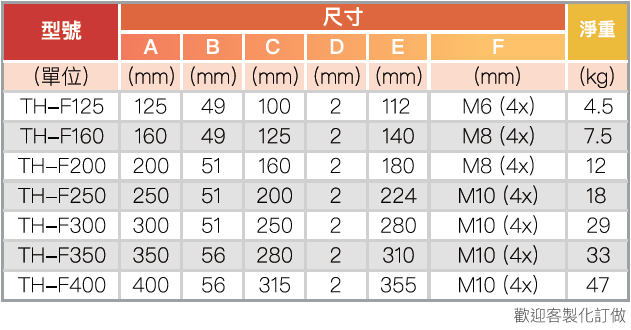 型號 尺寸 淨重
A B C D E F
(單位) (mm) (mm) (mm) (mm) (mm) (mm) (kg)
TH-F125 125 49 100 2 112 M6 (4x) 4.5
TH-F160 160 49 125 2 140 M8 (4x) 7.5
TH-F200 200 51 160 2 180 M8 (4x) 12
TH-F250 250 51 200 2 224 M10 (4x) 18
TH-F300 300 51 250 2 280 M10 (4x) 29
TH-F350 350 56 280 2 310 M10 (4x) 33
TH-F400 400 56 315 2 355 M10 (4x) 47
歡迎客製化訂做